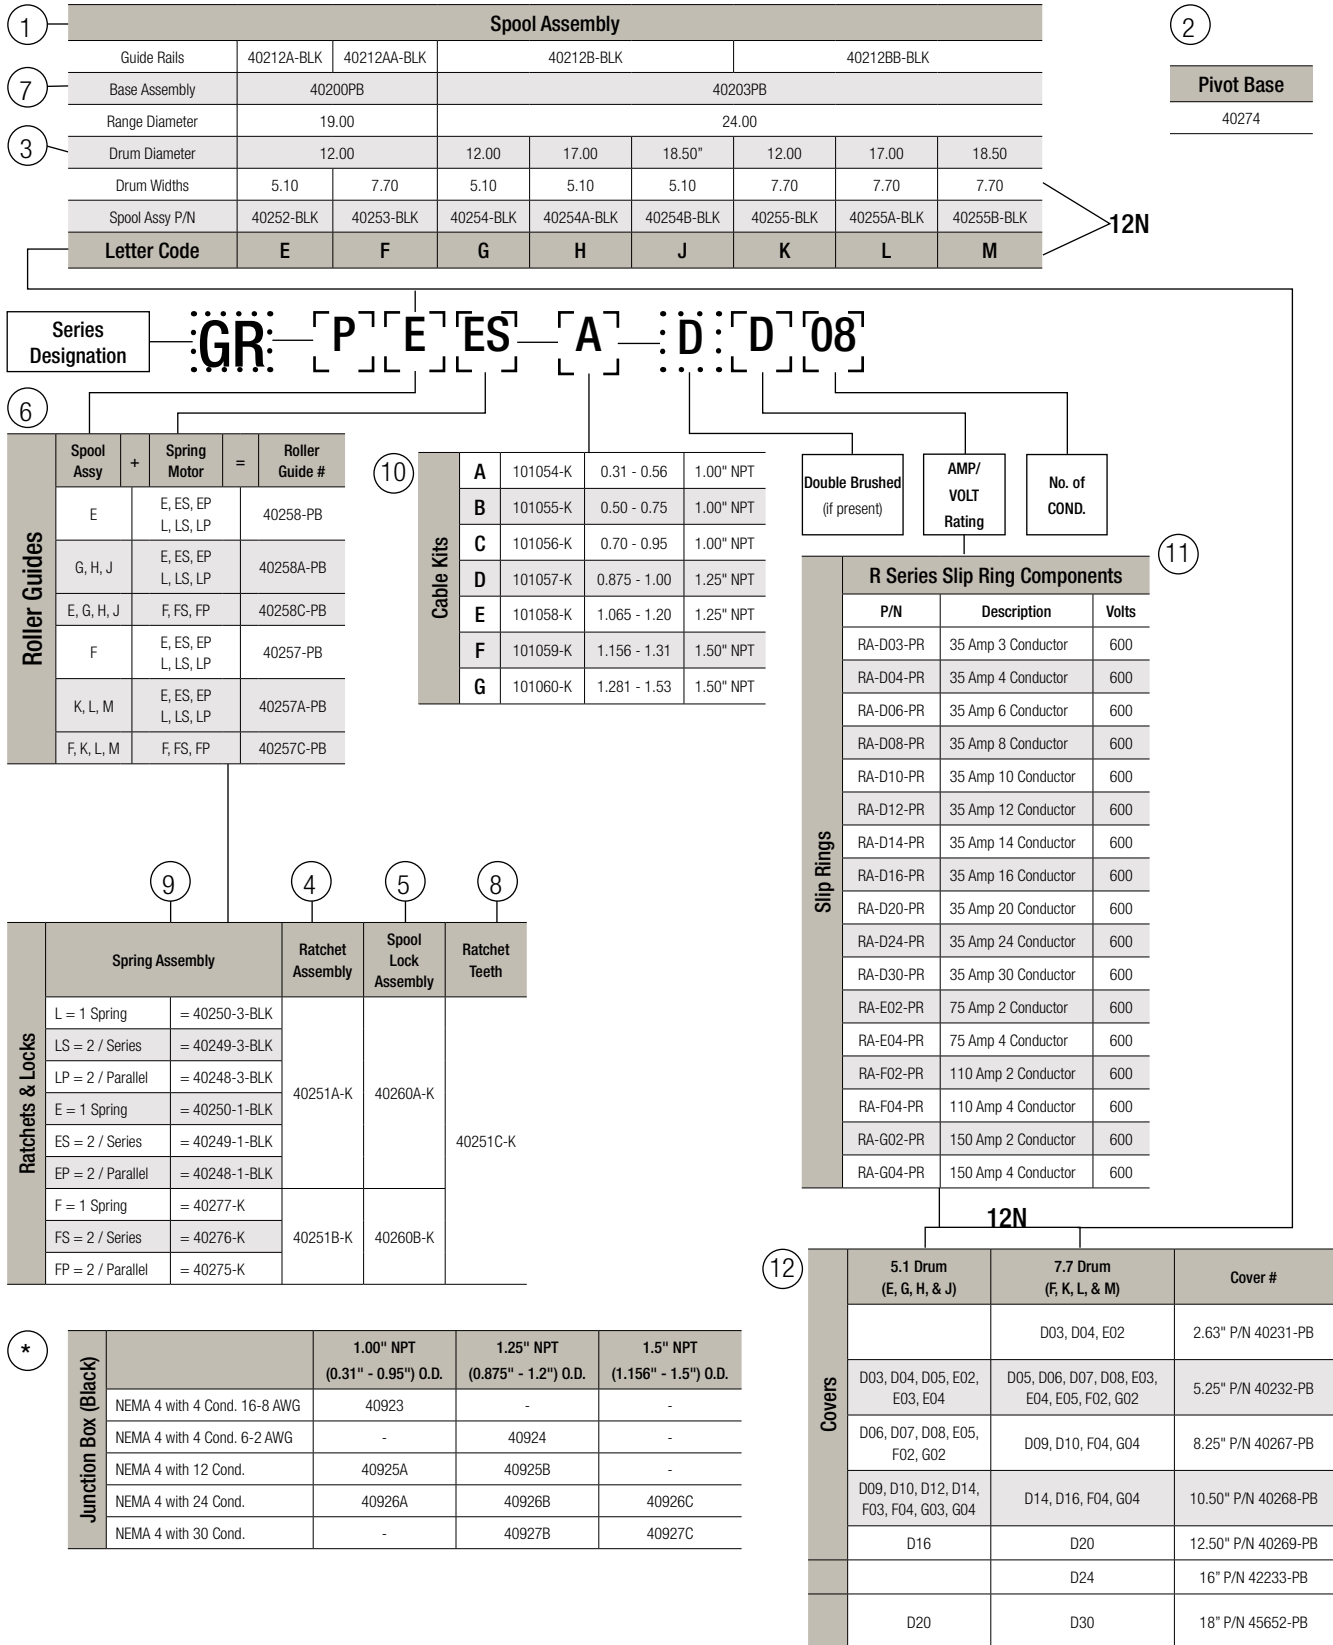 1
Spool Assembly
2
Guide Rails 40212A-BLK 40212AA-BLK 40212B-BLK 40212BB-BLK
7
Base Assembly 40200PB 40203PB
Pivot Base
Range Diameter 19.00 24.00
40274
3
Drum Diameter 12.00 12.00 17.00 18.50" 12.00 17.00 18.50
Drum Widths 5.10 7.70 5.10 5.10 5.10 7.70 7.70 7.70
Spool Assy P/N 40252-BLK 40253-BLK 40254-BLK 40254A-BLK 40254B-BLK 40255-BLK 40255A-BLK 40255B-BLK
12N
Letter Code E F G H J K L M
Series Designation
GR P E ES A D D 08
6
Roller Guides
Spool Assy + Spring Motor = Roller Guide #
E E, ES, EP L, LS, LP 40258-PB
G, H, J E, ES, EP L, LS, LP 40258A-PB
E, G, H, J F, FS, FP 40258C-PB
F E, ES, EP L, LS, LP 40257-PB
K, L, M E, ES, EP L, LS, LP 40257A-PB
F, K, L, M F, FS, FP 40257C-PB
10
Cable Kits
A 101054-K 0.31 - 0.56 1.00" NPT
B 101055-K 0.50 - 0.75 1.00" NPT
C 101056-K 0.70 - 0.95 1.00" NPT
D 101057-K 0.875 - 1.00 1.25" NPT
E 101058-K 1.065 - 1.20 1.25" NPT
F 101059-K 1.156 - 1.31 1.50" NPT
G 101060-K 1.281 - 1.53 1.50" NPT
Double Brushed
(if present)
AMP/
VOLT
Rating
No. of
COND.
11
Slip Rings
R Series Slip Ring Components
P/N Description Volts
RA-D03-PR 35 Amp 3 Conductor 600
RA-D04-PR 35 Amp 4 Conductor 600
RA-D06-PR 35 Amp 6 Conductor 600
RA-D08-PR 35 Amp 8 Conductor 600
RA-D10-PR 35 Amp 10 Conductor 600
RA-D12-PR 35 Amp 12 Conductor 600
RA-D14-PR 35 Amp 14 Conductor 600
RA-D16-PR 35 Amp 16 Conductor 600
RA-D20-PR 35 Amp 20 Conductor 600
RA-D24-PR 35 Amp 24 Conductor 600
RA-D30-PR 35 Amp 30 Conductor 600
RA-E02-PR 75 Amp 2 Conductor 600
RA-E04-PR 75 Amp 4 Conductor 600
RA-F02-PR 110 Amp 2 Conductor 600
RA-F04-PR 110 Amp 4 Conductor 600
RA-G02-PR 150 Amp 2 Conductor 600
RA-G04-PR 150 Amp 4 Conductor 600
12N
9 4 5 8
Ratchets & Locks
Spring Assembly Ratchet Assembly Spool Lock Assembly Ratchet Teeth
L = 1 Spring = 40250-3-BLK
LS = 2 / Series = 40249-3-BLK
LP = 2 / Parallel = 40248-3-BLK
40251A-K 40260A-K
E = 1 Spring = 40250-1-BLK
ES = 2 / Series = 40249-1-BLK
40251C-K
EP = 2 / Parallel = 40248-1-BLK
F = 1 Spring = 40277-K
FS = 2 / Series = 40276-K 40251B-K 40260B-K
FP = 2 / Parallel = 40275-K
12
Covers
5.1 Drum (E, G, H, & J) 7.7 Drum (F, K, L, & M) Cover #
D03, D04, E02 2.63" P/N 40231-PB
D03, D04, D05, E02, E03, E04 D05, D06, D07, D08, E03, E04, E05, F02, G02 5.25" P/N 40232-PB
D06, D07, D08, E05, F02, G02 D09, D10, F04, G04 8.25" P/N 40267-PB
D09, D10, D12, D14, F03, F04, G03, G04 D14, D16, F04, G04 10.50" P/N 40268-PB
D16 D20 12.50" P/N 40269-PB
D24 16" P/N 42233-PB
D20 D30 18" P/N 45652-PB
*
Junction Box (Black)
1.00" NPT 1.25" NPT 1.5" NPT
(0.31" - 0.95") O.D. (0.875" - 1.2") O.D. (1.156" - 1.5") O.D.
NEMA 4 with 4 Cond. 16-8 AWG 40923 - -
NEMA 4 with 4 Cond. 6-2 AWG - 40924 -
NEMA 4 with 12 Cond. 40925A 40925B -
NEMA 4 with 24 Cond. 40926A 40926B 40926C
NEMA 4 with 30 Cond. - 40927B 40927C